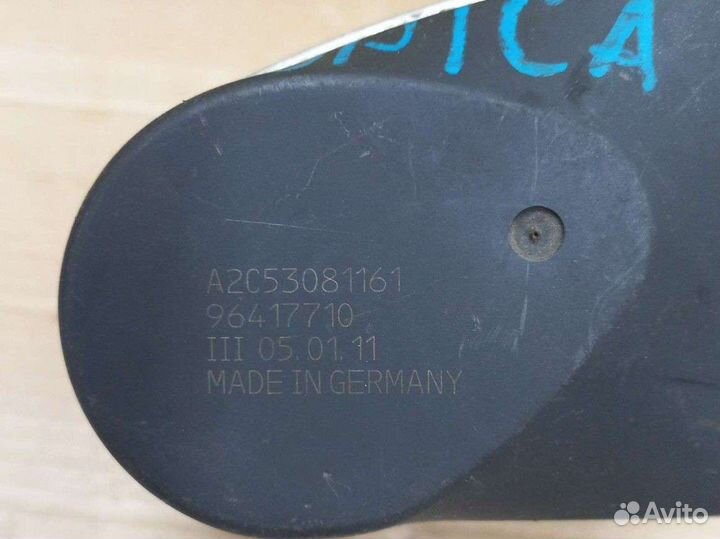 A2C53081161
96417710
III 05.01.11
MADE IN GERMANY
Avito